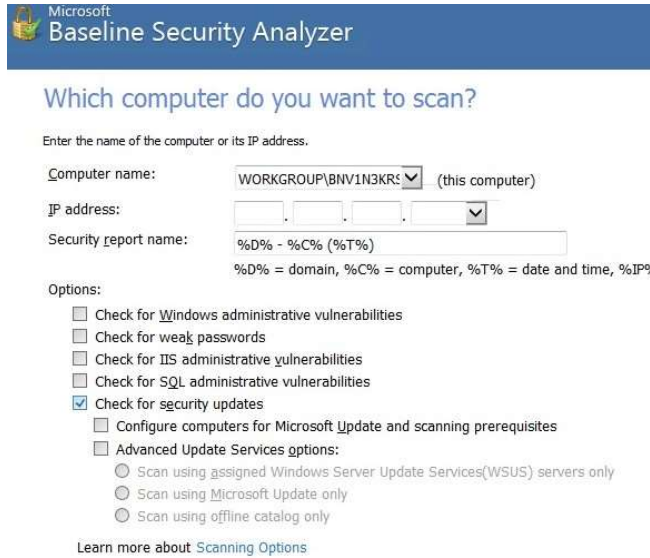 Microsoft
Baseline Security Analyzer
Which computer do you want to scan?
Enter the name of the computer or its IP address.
Computer name: WORKGROUP\BNV1N3KRS (this computer)
IP address: . . .
Security report name: %D% - %C% (%T%)
%D% = domain, %C% = computer, %T% = date and time, %IP%
Options:
Check for Windows administrative vulnerabilities
Check for weak passwords
Check for IIS administrative vulnerabilities
Check for SQL administrative vulnerabilities
Check for security updates
Configure computers for Microsoft Update and scanning prerequisites
Advanced Update Services options:
Scan using assigned Windows Server Update Services(WSUS) servers only
Scan using Microsoft Update only
Scan using offline catalog only
Learn more about Scanning Options